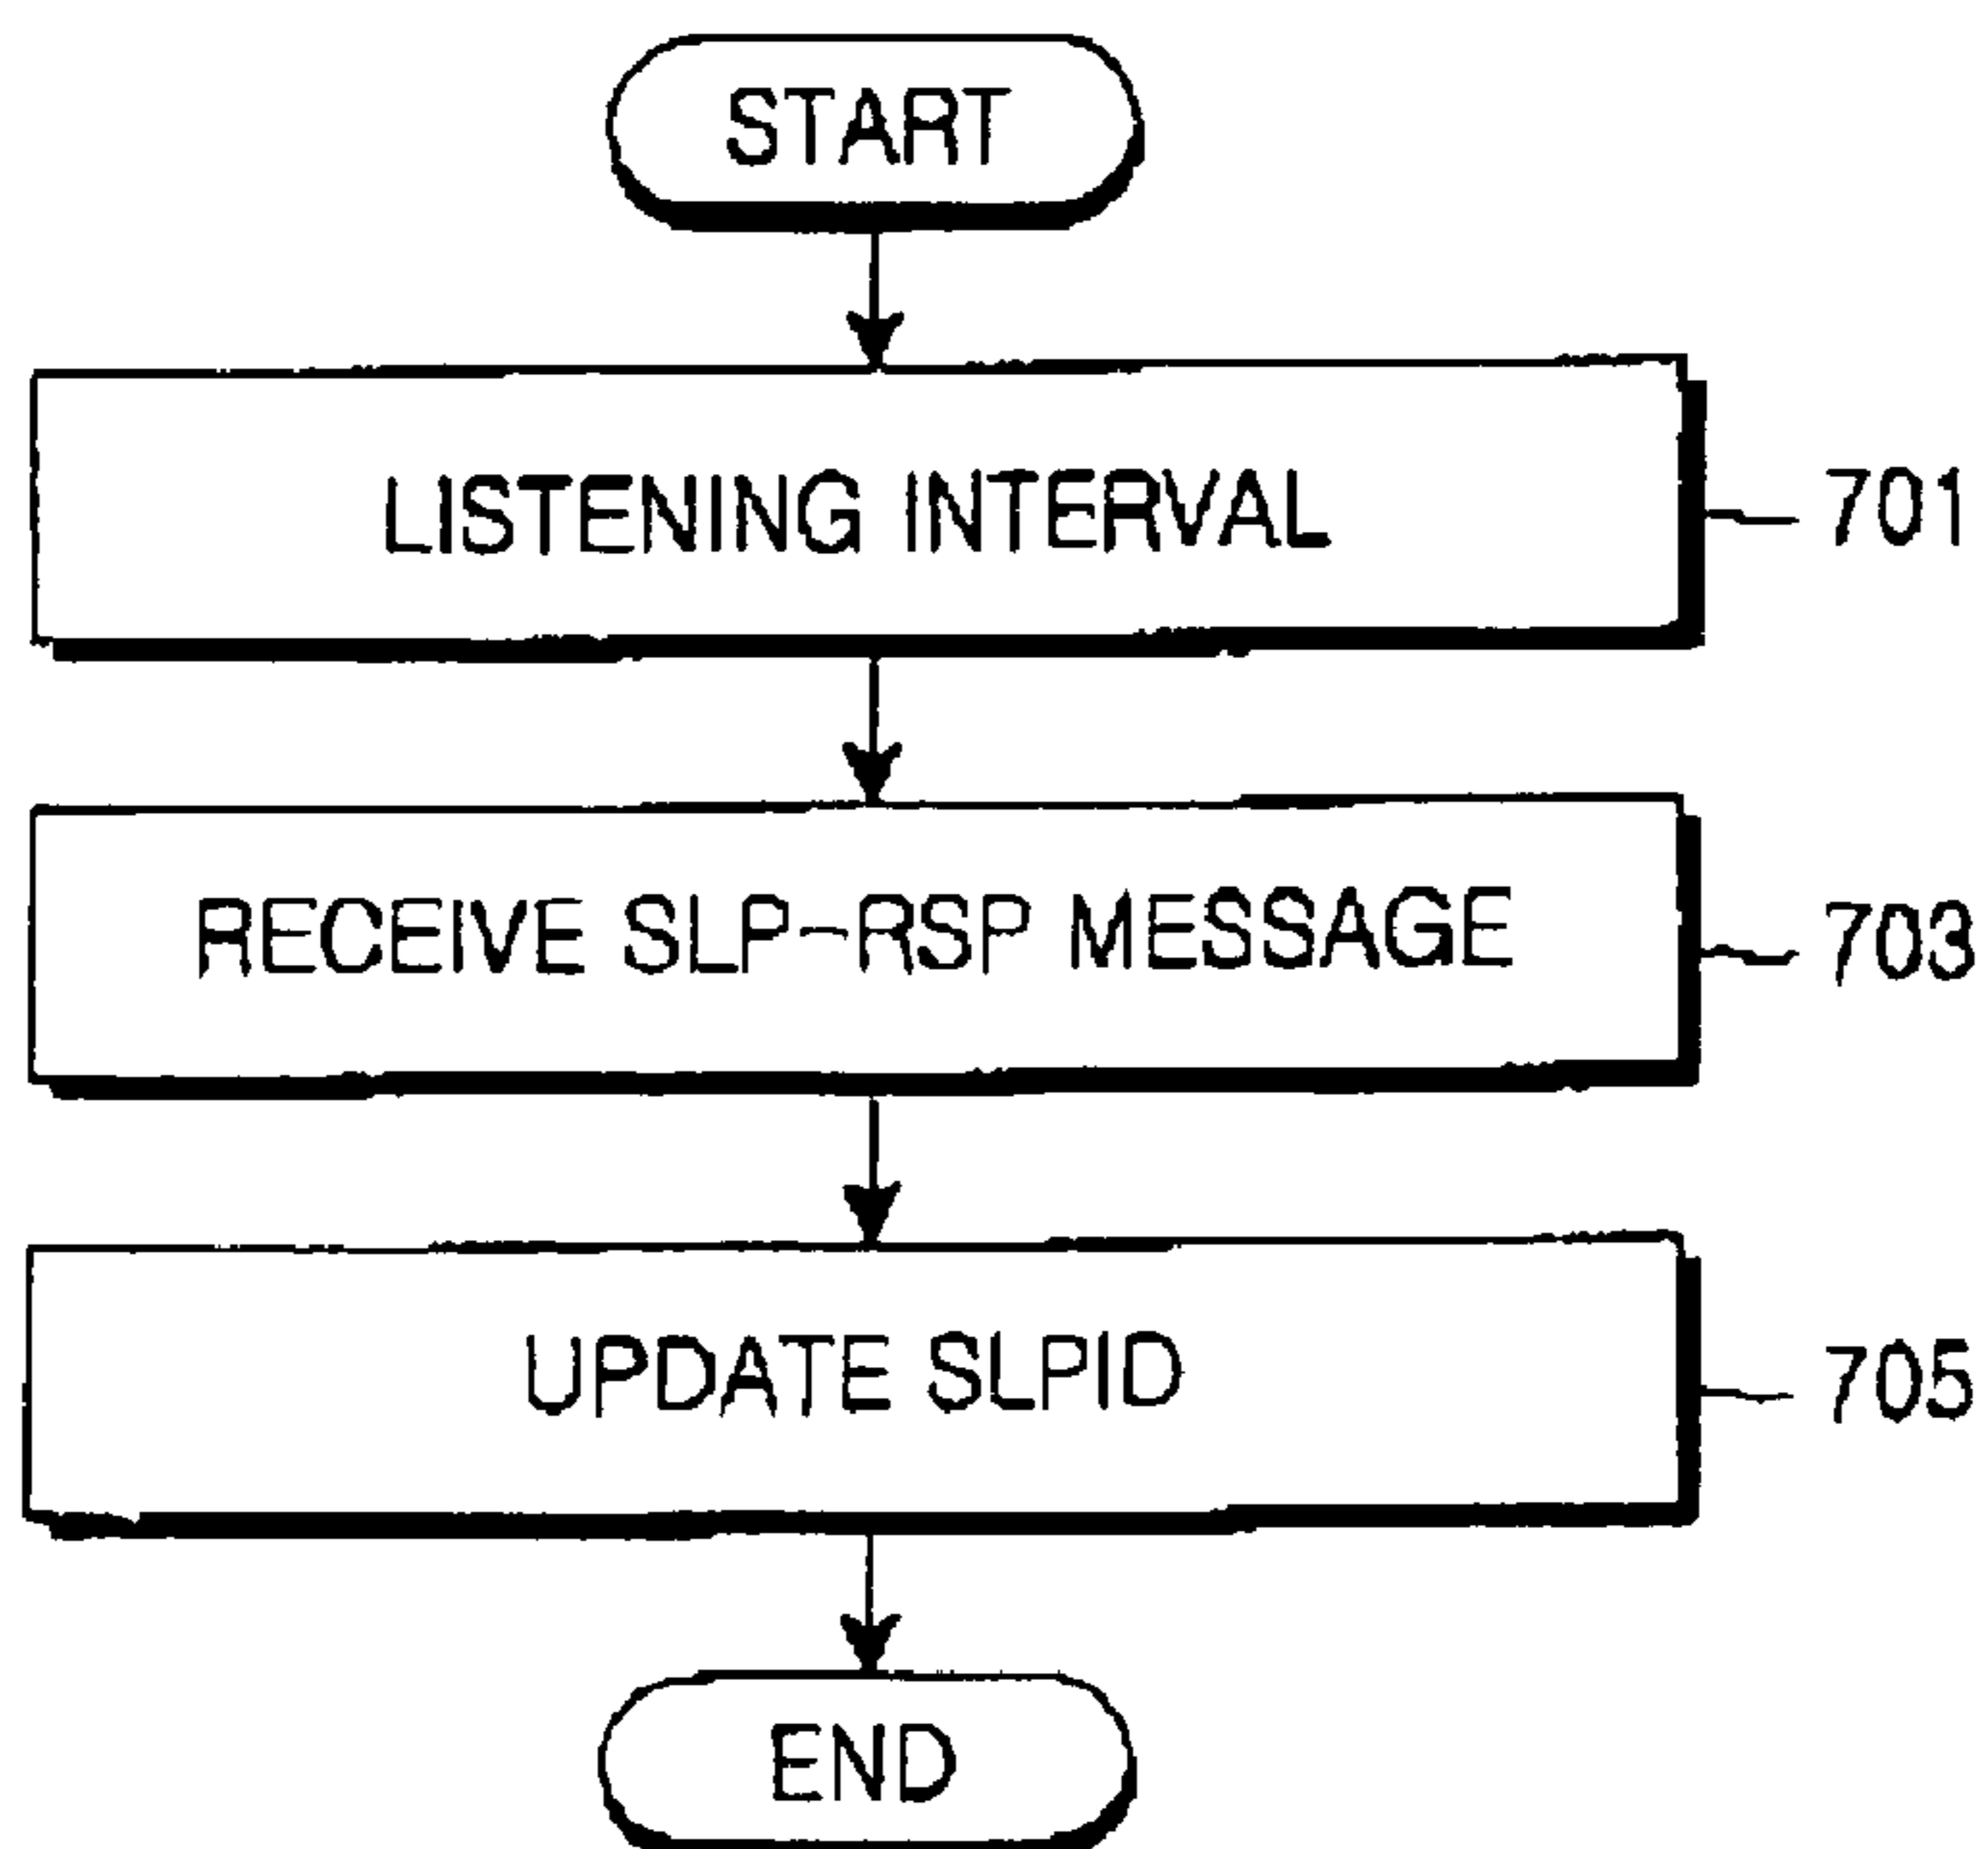 START
LISTENING INTERVAL
701
RECEIVE SLP-RSP MESSAGE
703
UPDATE SLPID
705
END